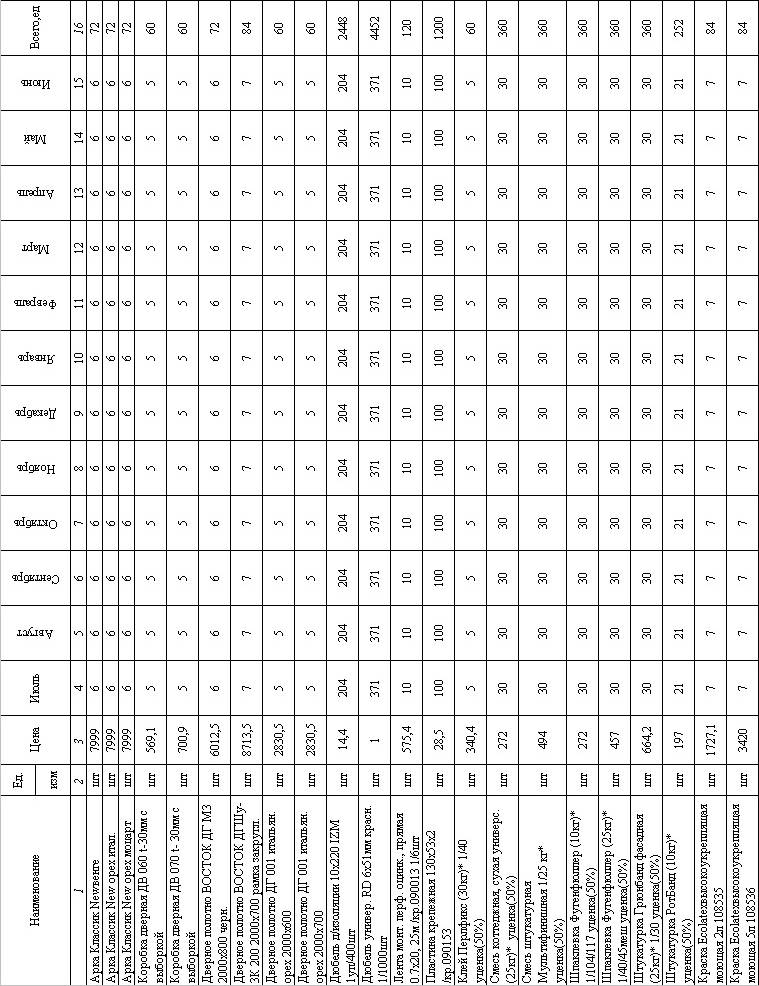 Наименование Ед. изм Цена Июль Август Сентябрь Октябрь Ноябрь Декабрь Январь Февраль Март Апрель Май Июнь Всего,ед
1 2 3 4 5 6 7 8 9 10 11 12 13 14 15 16
Арка Классик Newвенге шт 7999 6 6 6 6 6 6 6 6 6 6 6 6 72
Арка Классик New орех итал. шт 7999 6 6 6 6 6 6 6 6 6 6 6 6 72
Арка Классик New орех моцарт шт 7999 6 6 6 6 6 6 6 6 6 6 6 6 72
Коробка дверная ДВ 060 t-30мм с
выборкой шт 569,1 5 5 5 5 5 5 5 5 5 5 5 5 60
Коробка дверная ДВ 070 t- 30мм с
выборкой шт 700,9 5 5 5 5 5 5 5 5 5 5 5 5 60
Дверное полотно ВОСТОК ДГ МЗ
2000х800 черн. шт 6012,5 6 6 6 6 6 6 6 6 6 6 6 6 72
Дверное полотно ВОСТОК ДГШу-
3К 200 2000х700 рамка закругл. шт 8713,5 7 7 7 7 7 7 7 7 7 7 7 7 84
Дверное полотно ДГ 001 итальян.
орех 2000х600 шт 2830,5 5 5 5 5 5 5 5 5 5 5 5 5 60
Дверное полотно ДГ 001 итальян.
орех 2000х700 шт 2830,5 5 5 5 5 5 5 5 5 5 5 5 5 60
Дюбель д/изоляции 10х220 IZM
1уп/400шт шт 14,4 204 204 204 204 204 204 204 204 204 204 204 204 2448
Дюбель универ. RD 6х51мм красн.
1/1000шт шт 1 371 371 371 371 371 371 371 371 371 371 371 371 4452
Лента монт. перф. оцинк., прямая
0.7х20, 25м /кр.090013 1/6шт шт 575,4 10 10 10 10 10 10 10 10 10 10 10 10 120
Пластина крепежная 130х53х2
/кр.090153 шт 28,5 100 100 100 100 100 100 100 100 100 100 100 100 1200
Клей Перлфикс (30кг)* 1/40
уценка(50%) шт 340,4 5 5 5 5 5 5 5 5 5 5 5 5 60
Смесь коттеджная, сухая универс.
(25кг)* уценка(50%) шт 272 30 30 30 30 30 30 30 30 30 30 30 30 360
Смесь штукатурная
Мультифинишная 1/25 кг*
уценка(50%) шт 494 30 30 30 30 30 30 30 30 30 30 30 30 360
Шпаклевка Фугенфюллер (10кг)*
1/104/117 уценка(50%) шт 272 30 30 30 30 30 30 30 30 30 30 30 30 360
Шпаклевка Фугенфюллер (25кг)*
1/40/45меш уценка(50%) шт 457 30 30 30 30 30 30 30 30 30 30 30 30 360
Штукатурка Грюнбанд фасадная
(25кг)* 1/30 уценка(50%) шт 664,2 30 30 30 30 30 30 30 30 30 30 30 30 360
Штукатурка РотБанд (10кг)*
уценка(50%) шт 197 21 21 21 21 21 21 21 21 21 21 21 21 252
Краска Ecolatexвысокоукрепляющая
моющая 2л 108535 шт 1727,1 7 7 7 7 7 7 7 7 7 7 7 7 84
Краска Ecolatexвысокоукрепляющая
моющая 5л 108536 шт 3420 7 7 7 7 7 7 7 7 7 7 7 7 84